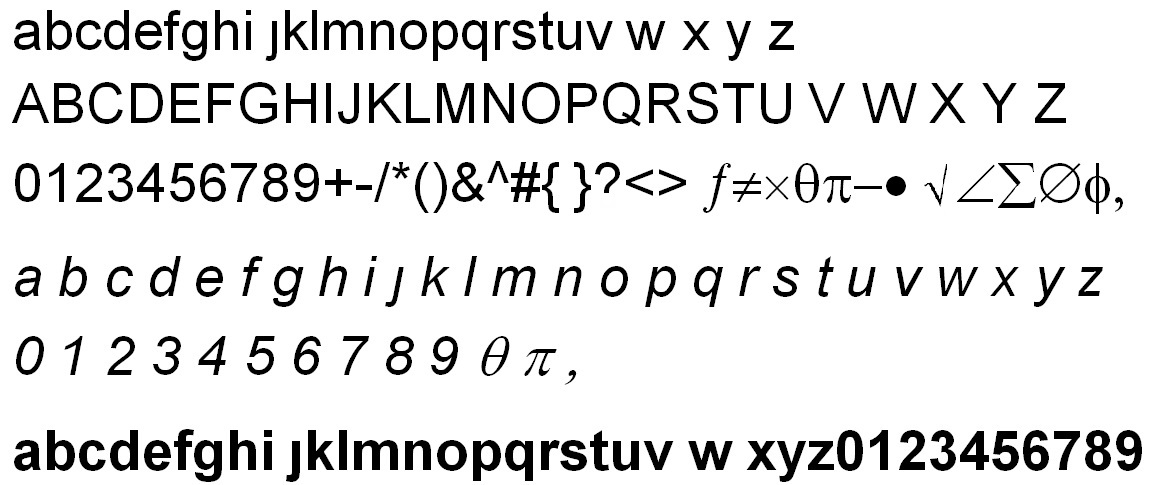 abcdefghi ȷklmnopqrstuv w x y z
ABCDEFGHIJKLMNOPQRSTU V W X Y Z
0123456789+-/*()&^#{ }?<> f≠×θπ−● √∠∑∅ϕ,
a b c d e f g h i ȷ k l m n o p q r s t u v w x y z
0 1 2 3 4 5 6 7 8 9 θ π ,
abcdefghi ȷklmnopqrstuv w xyz0123456789